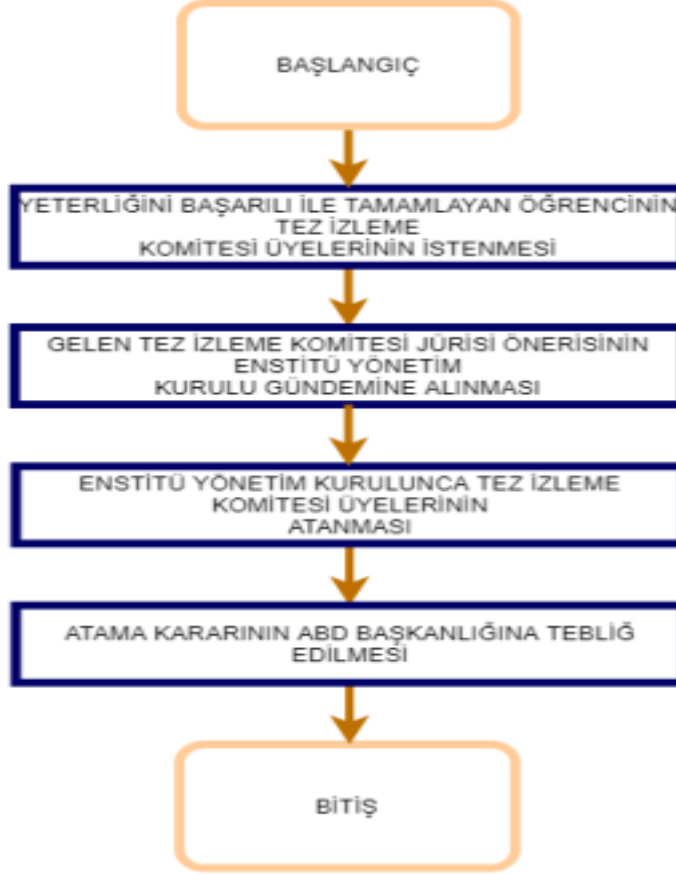 BAŞLANGIÇ
YETERLİĞİNİ BAŞARILI İLE TAMAMLAYAN ÖĞRENCİNİN
TEZ İZLEME
KOMİTESİ ÜYELERİNİN İSTENMESİ
GELEN TEZ İZLEME KOMİTESİ JÜRİSİ ÖNERİSİNİN
ENSTİTÜ YÖNETİM
KURULU GÜNDEMİNE ALINMASI
ENSTİTÜ YÖNETİM KURULUNCA TEZ İZLEME
KOMİTESİ ÜYELERİNİN
ATANMASI
ATAMA KARARININ ABD BAŞKANLIĞINA TEBLİĞ
EDİLMESİ
BİTİŞ